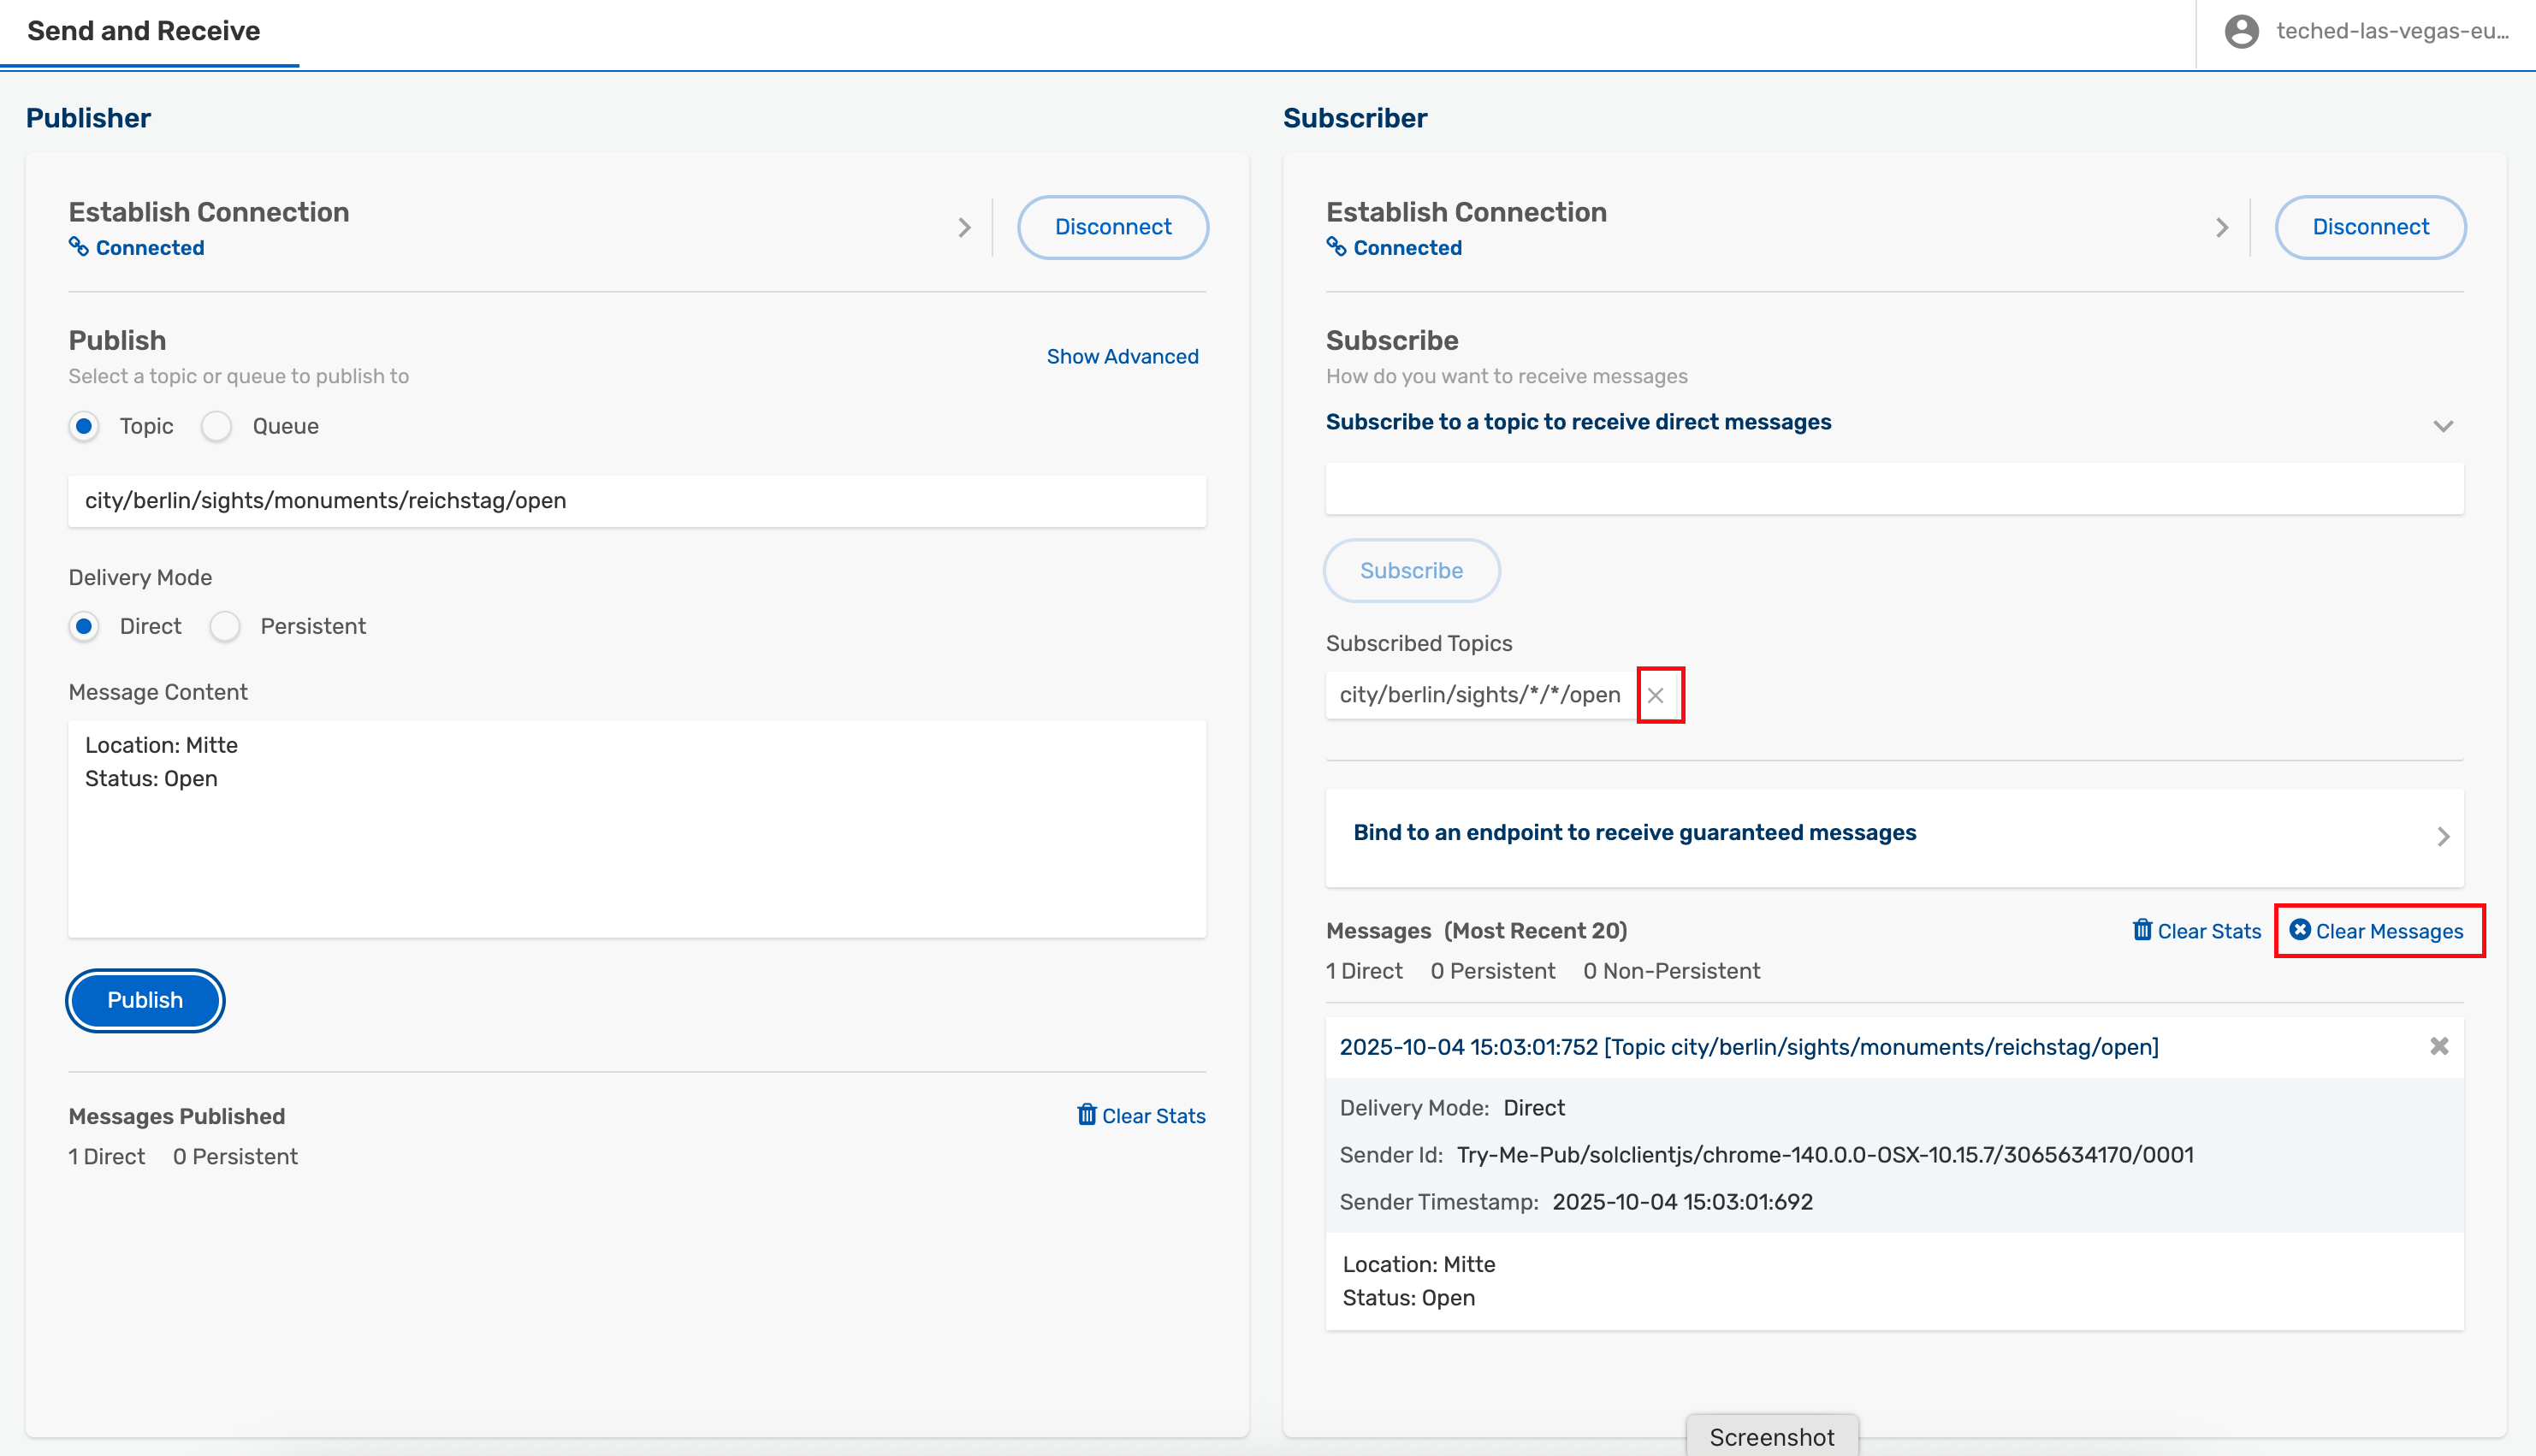 Send and Receive
teched-las-vegas-eu...
Publisher
Establish Connection
Connected
Disconnect
Publish
Show Advanced
Select a topic or queue to publish to
Topic
Queue
city/berlin/sights/monuments/reichstag/open
Delivery Mode
Direct
Persistent
Message Content
Location: Mitte
Status: Open
Publish
Messages Published
Clear Stats
1 Direct
0 Persistent
Subscriber
Establish Connection
Connected
Disconnect
Subscribe
How do you want to receive messages
Subscribe to a topic to receive direct messages
Subscribe
Subscribed Topics
city/berlin/sights/*/*/open
Bind to an endpoint to receive guaranteed messages
Messages (Most Recent 20)
Clear Stats
Clear Messages
1 Direct
0 Persistent
0 Non-Persistent
2025-10-04 15:03:01:752 [Topic city/berlin/sights/monuments/reichstag/open]
Delivery Mode: Direct
Sender Id: Try-Me-Pub/solclientjs/chrome-140.0.0-OSX-10.15.7/3065634170/0001
Sender Timestamp: 2025-10-04 15:03:01:692
Location: Mitte
Status: Open
Screenshot